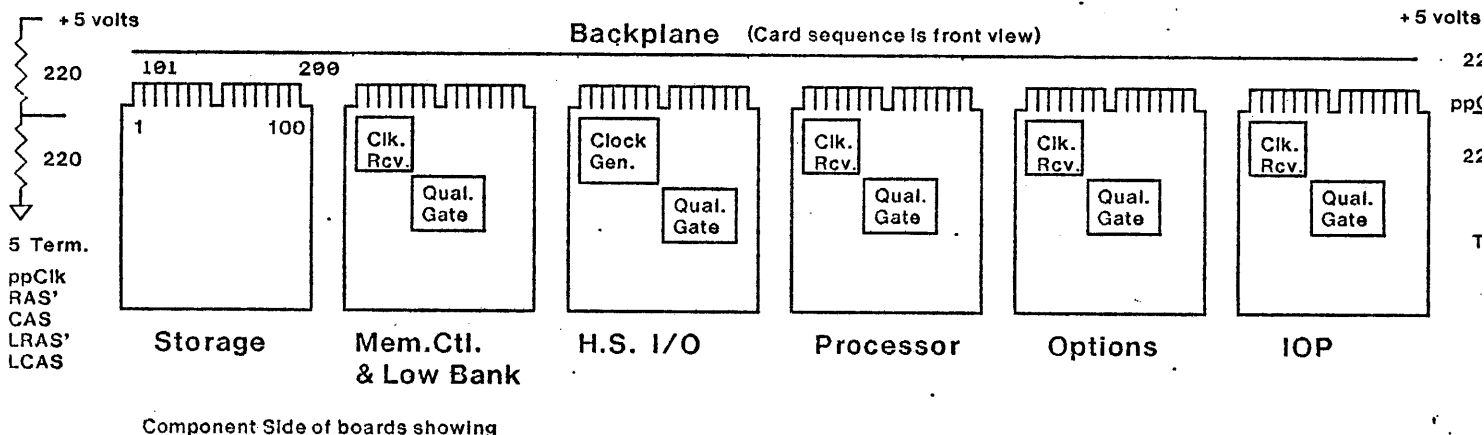 + 5 volts
+ 5 volts
Backplane (Card sequence is front view)
220
101 200
1 100
220
Clk. Rcv.
Qual. Gate
Clock Gen.
Qual. Gate
Clk. Rcv.
Qual. Gate
Clk. Rcv.
Qual. Gate
Clk. Rcv.
Qual. Gate
5 Term.
ppClk
RAS'
CAS
LRAS'
LCAS
Storage
Mem.Ctl.
& Low Bank
H.S. I/O
Processor
Options
IOP
Component Side of boards showing